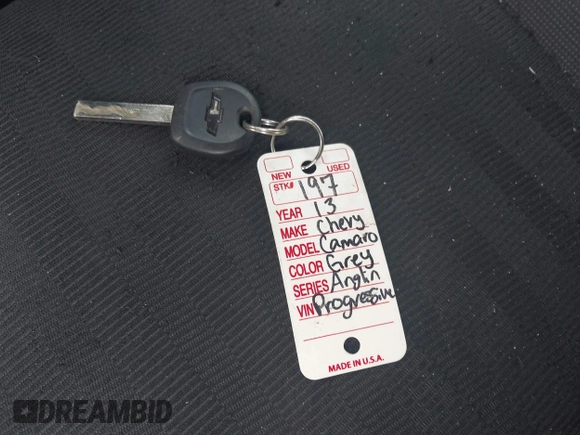 NEW USED
STK# 197
YEAR 13
MAKE Chevy
MODEL Camaro
COLOR Grey
SERIES Anglin
VIN Progressive
MADE IN U.S.A.
DREAMBID